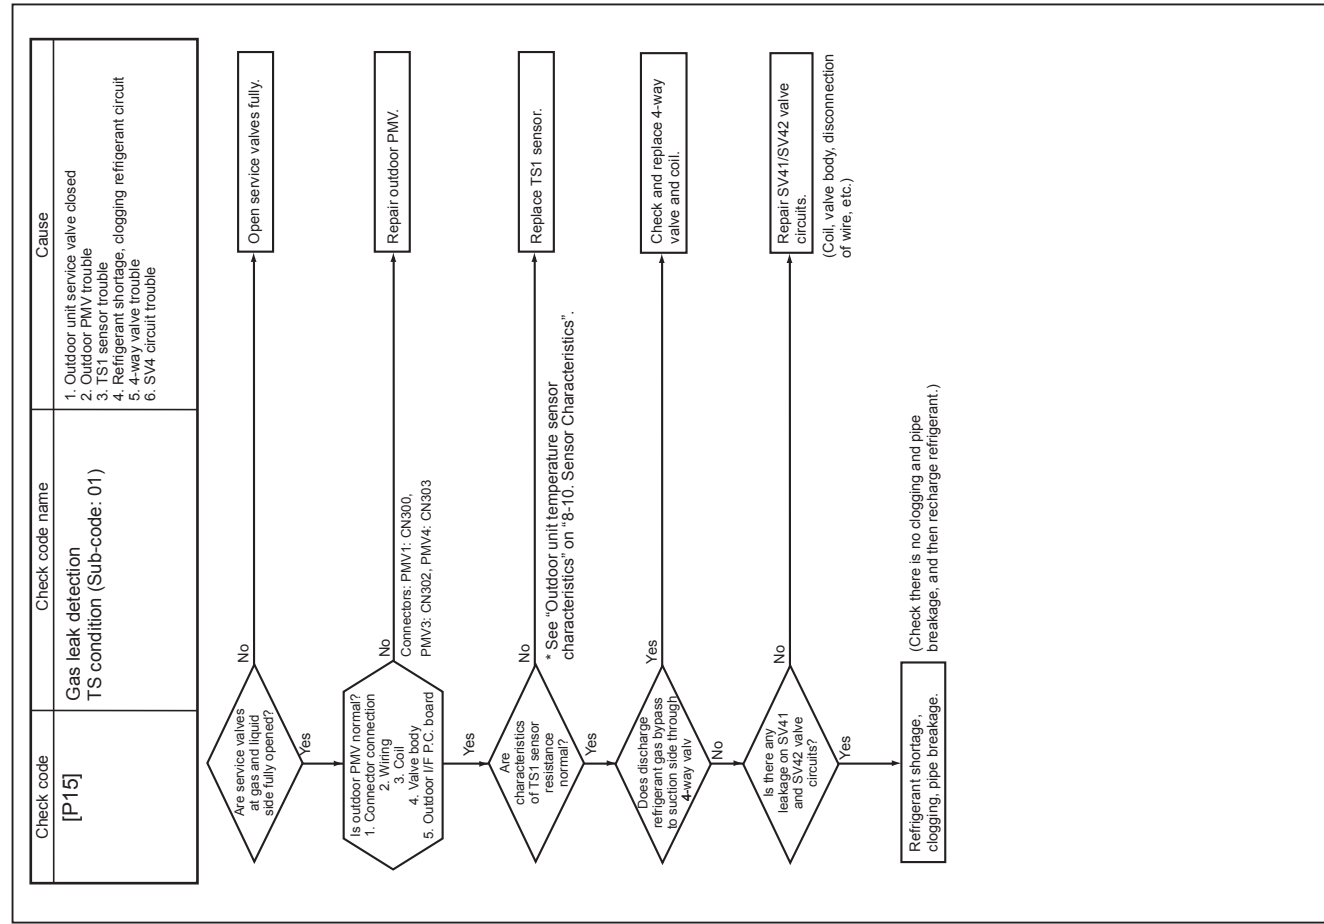 Check code
Check code name
Cause
[P15]
Gas leak detection
TS condition (Sub-code: 01)
1. Outdoor unit service valve closed
2. Outdoor PMV trouble
3. TS1 sensor trouble
4. Refrigerant shortage, clogging refrigerant circuit
5. 4-way valve trouble
6. SV4 circuit trouble
Are service valves
at gas and liquid
side fully opened?
No
Open service valves fully.
Yes
Is outdoor PMV normal?
1. Connector connection
2. Wiring
3. Coil
4. Valve body
5. Outdoor I/F P.C. board
No
Repair outdoor PMV.
Connectors: PMV1: CN300,
PMV3: CN302, PMV4: CN303
Yes
Are
characteristics
of TS1 sensor
resistance
normal?
No
Replace TS1 sensor.
* See “Outdoor unit temperature sensor
characteristics” on “8-10. Sensor Characteristics”.
Yes
Does discharge
refrigerant gas bypass
to suction side through
4-way valv
Yes
Check and replace 4-way
valve and coil.
No
Is there any
leakage on SV41
and SV42 valve
circuits?
No
Repair SV41/SV42 valve
circuits.
(Coil, valve body, disconnection
of wire, etc.)
Yes
Refrigerant shortage,
clogging, pipe breakage.
(Check there is no clogging and pipe
breakage, and then recharge refrigerant.)